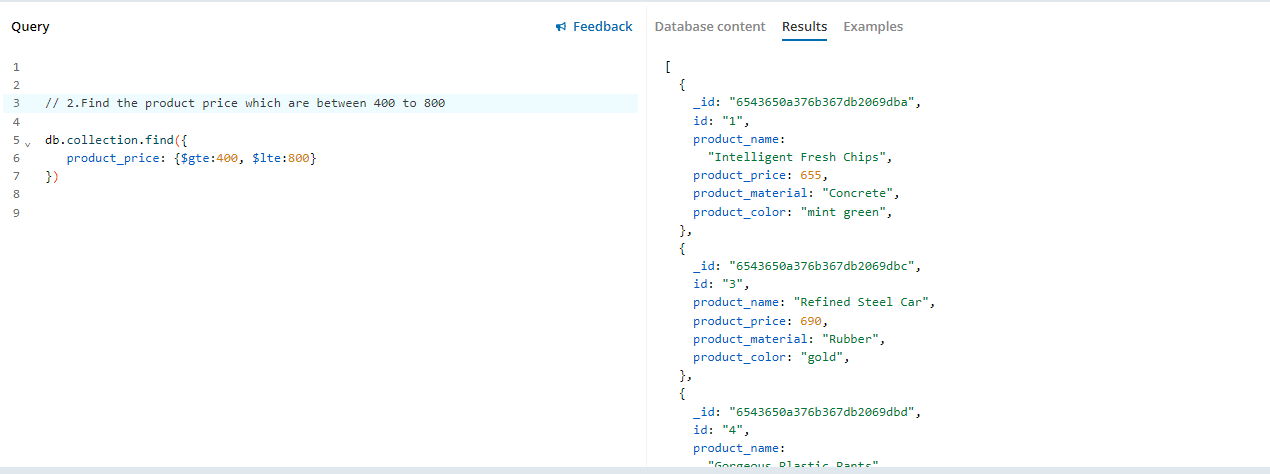 Query
Feedback
Database content Results Examples
1
2
3 // 2.Find the product price which are between 400 to 800
4
5 db.collection.find({
6 product_price: {$gte:400, $lte:800}
7 })
8
9
[
{
_id: "6543650a376b367db2069dba",
id: "1",
product_name:
"Intelligent Fresh Chips",
product_price: 655,
product_material: "Concrete",
product_color: "mint green",
},
{
_id: "6543650a376b367db2069dbc",
id: "3",
product_name: "Refined Steel Car",
product_price: 690,
product_material: "Rubber",
product_color: "gold",
},
{
_id: "6543650a376b367db2069dbd",
id: "4",
product_name:
"Gorgeous Plastic Pants"